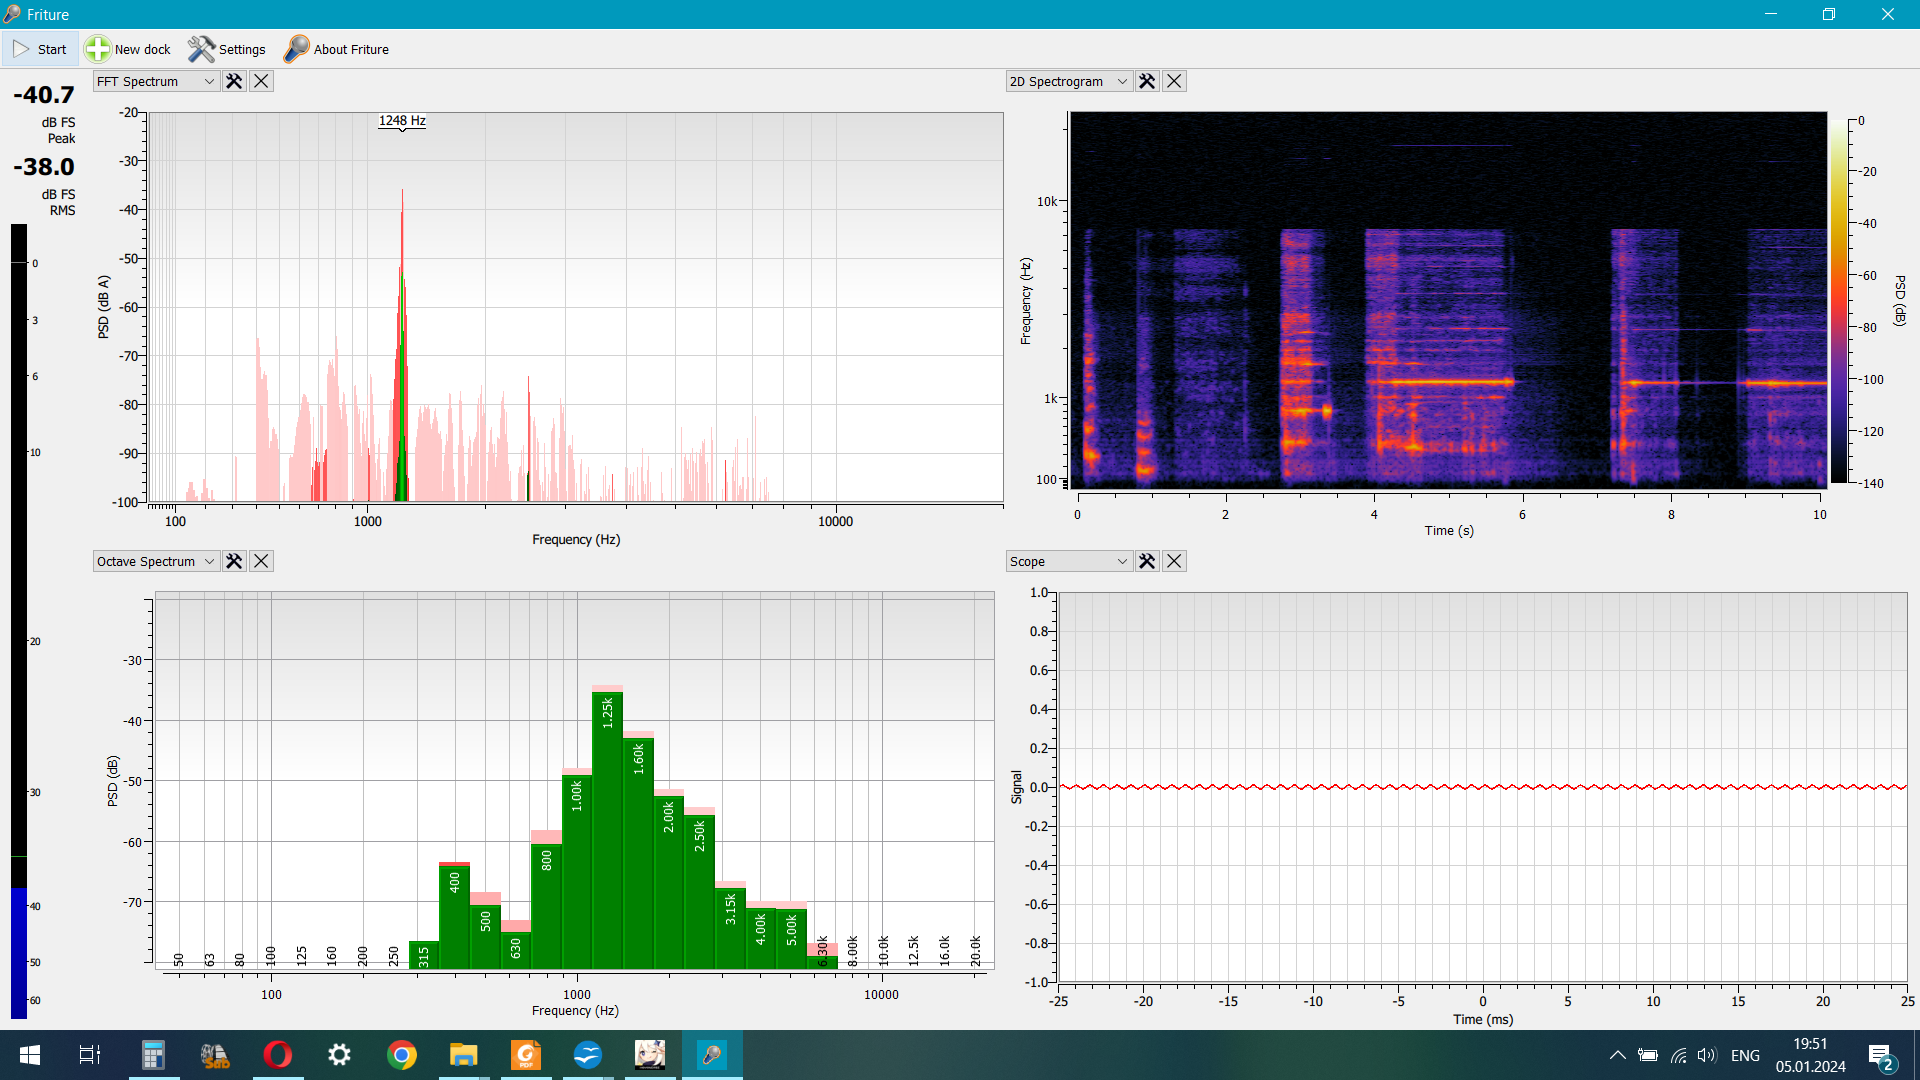 Friture
Start
New dock
Settings
About Friture
-40.7
dB FS
Peak
-38.0
dB FS
RMS
0
3
6
10
20
30
40
50
60
FFT Spectrum
1248 Hz
-20
-30
-40
-50
-60
-70
-80
-90
-100
PSD (dB A)
100
1000
10000
Frequency (Hz)
2D Spectrogram
10k
1k
100
Frequency (Hz)
0
2
4
6
8
10
Time (s)
0
-20
-40
-60
-80
-100
-120
-140
PSD (dB)
Octave Spectrum
-30
-40
-50
-60
-70
PSD (dB)
50
63
80
100
125
160
200
250
315
400
500
630
800
1.00k
1.25k
1.60k
2.00k
2.50k
3.15k
4.00k
5.00k
6.30k
8.00k
10.0k
12.5k
16.0k
20.0k
100
1000
10000
Frequency (Hz)
Scope
1.0
0.8
0.6
0.4
0.2
0.0
-0.2
-0.4
-0.6
-0.8
-1.0
Signal
-25
-20
-15
-10
-5
0
5
10
15
20
25
Time (ms)
PDF
ENG
19:51
05.01.2024
2